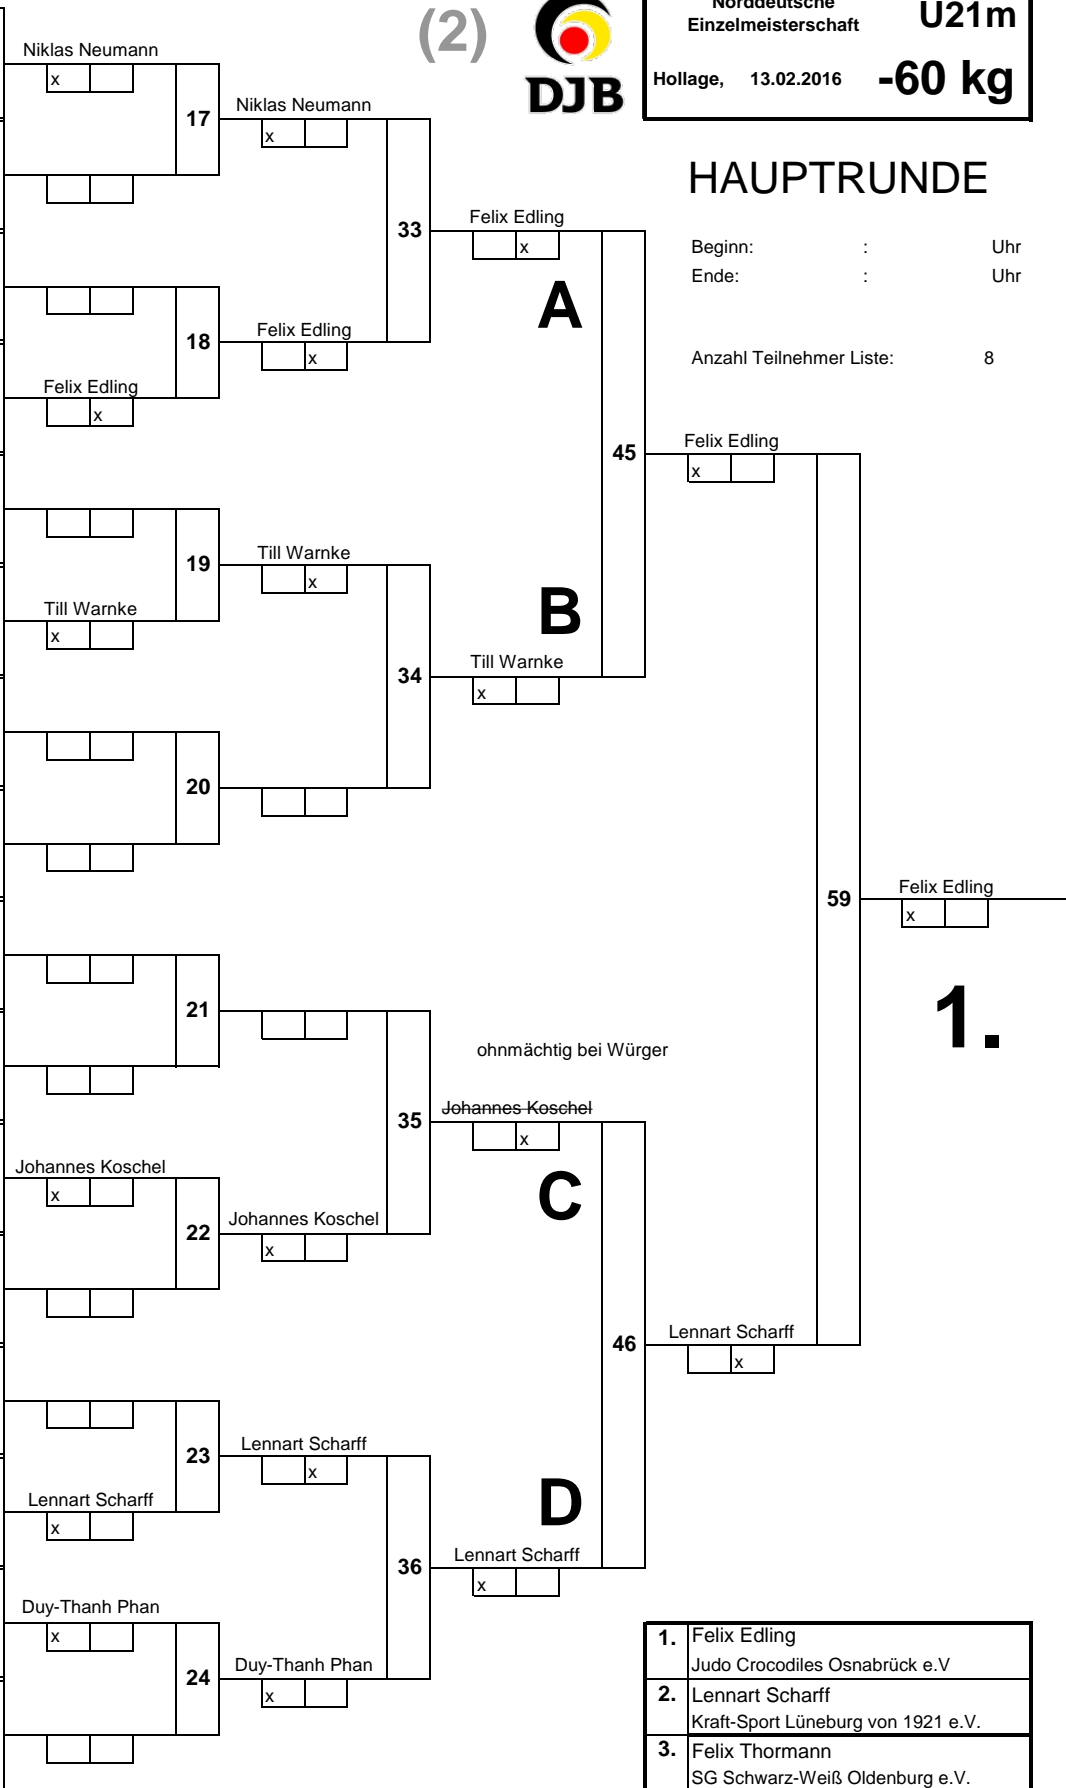 (2)
DJB
Norddeutsche
Einzelmeisterschaft
U21m
Hollage, 13.02.2016
-60 kg
HAUPTRUNDE
Beginn: : Uhr
Ende: : Uhr
Anzahl Teilnehmer Liste: 8
Niklas Neumann
x
17
Niklas Neumann
x
33
Felix Edling
x
A
18
Felix Edling
x
Felix Edling
x
45
Felix Edling
x
19
Till Warnke
x
Till Warnke
x
B
34
Till Warnke
x
20
59
Felix Edling
x
1.
21
ohnmächtig bei Würger
35
Johannes Koschel
x
C
Johannes Koschel
x
22
Johannes Koschel
x
46
Lennart Scharff
x
23
Lennart Scharff
x
Lennart Scharff
x
D
36
Lennart Scharff
x
Duy-Thanh Phan
x
24
Duy-Thanh Phan
x
1. Felix Edling
Judo Crocodiles Osnabrück e.V
2. Lennart Scharff
Kraft-Sport Lüneburg von 1921 e.V.
3. Felix Thormann
SG Schwarz-Weiß Oldenburg e.V.